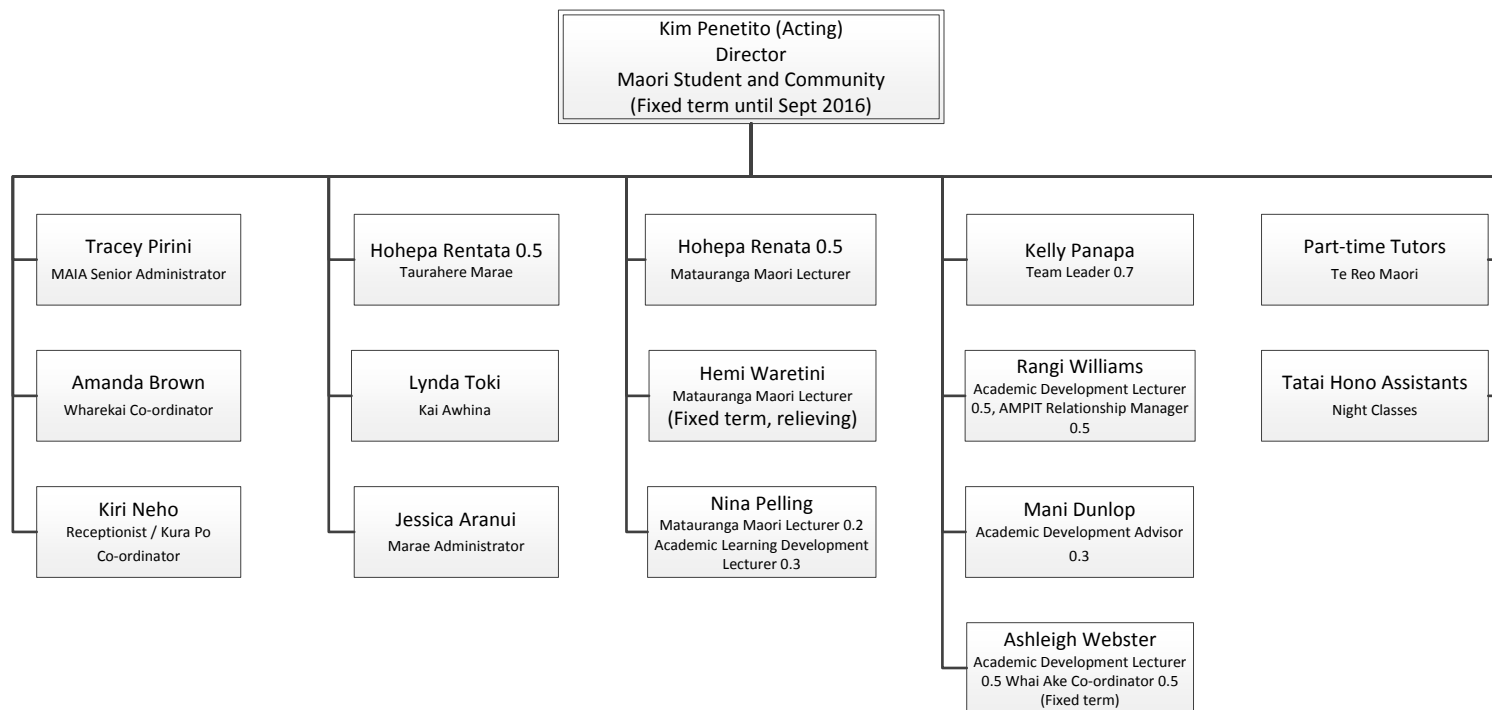 Kim Penetito (Acting)
Director
Maori Student and Community
(Fixed term until Sept 2016)
Tracey Pirini
MAIA Senior Administrator
Amanda Brown
Wharekai Co-ordinator
Kiri Neho
Receptionist / Kura Po
Co-ordinator
Hohepa Rentata 0.5
Taurahere Marae
Lynda Toki
Kai Awhina
Jessica Aranui
Marae Administrator
Hohepa Renata 0.5
Matauranga Maori Lecturer
Hemi Waretini
Matauranga Maori Lecturer
(Fixed term, relieving)
Nina Pelling
Matauranga Maori Lecturer 0.2
Academic Learning Development
Lecturer 0.3
Kelly Panapa
Team Leader 0.7
Rangi Williams
Academic Development Lecturer
0.5, AMPIT Relationship Manager
0.5
Mani Dunlop
Academic Development Advisor
0.3
Ashleigh Webster
Academic Development Lecturer
0.5 Whai Ake Co-ordinator 0.5
(Fixed term)
Part-time Tutors
Te Reo Maori
Tatai Hono Assistants
Night Classes